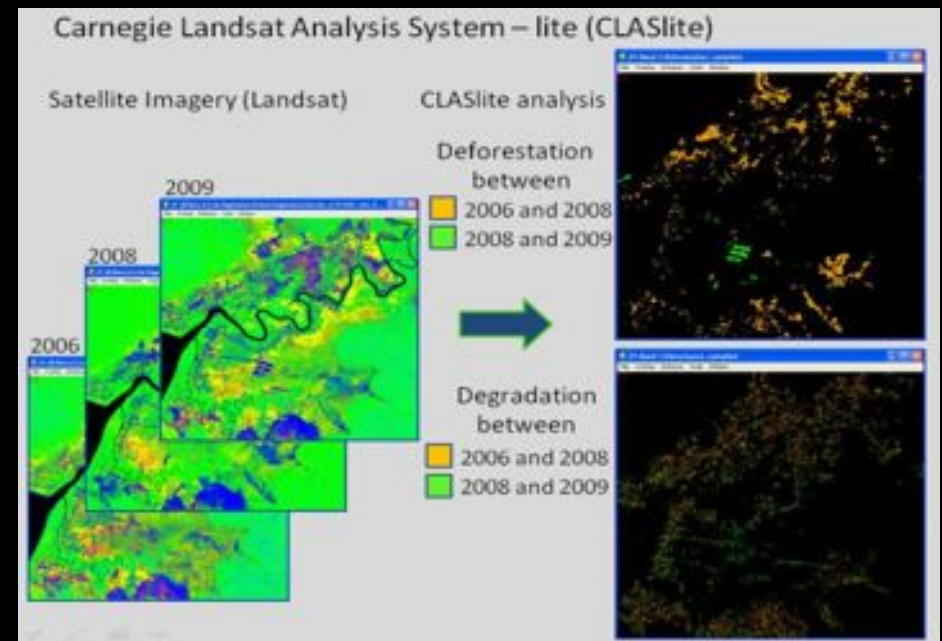 Carnegie Landsat Analysis System – lite (CLASlite)
Satellite Imagery (Landsat)
CLASlite analysis
Deforestation
between
2006 and 2008
2008 and 2009
2009
2008
2006
Degradation
between
2006 and 2008
2008 and 2009